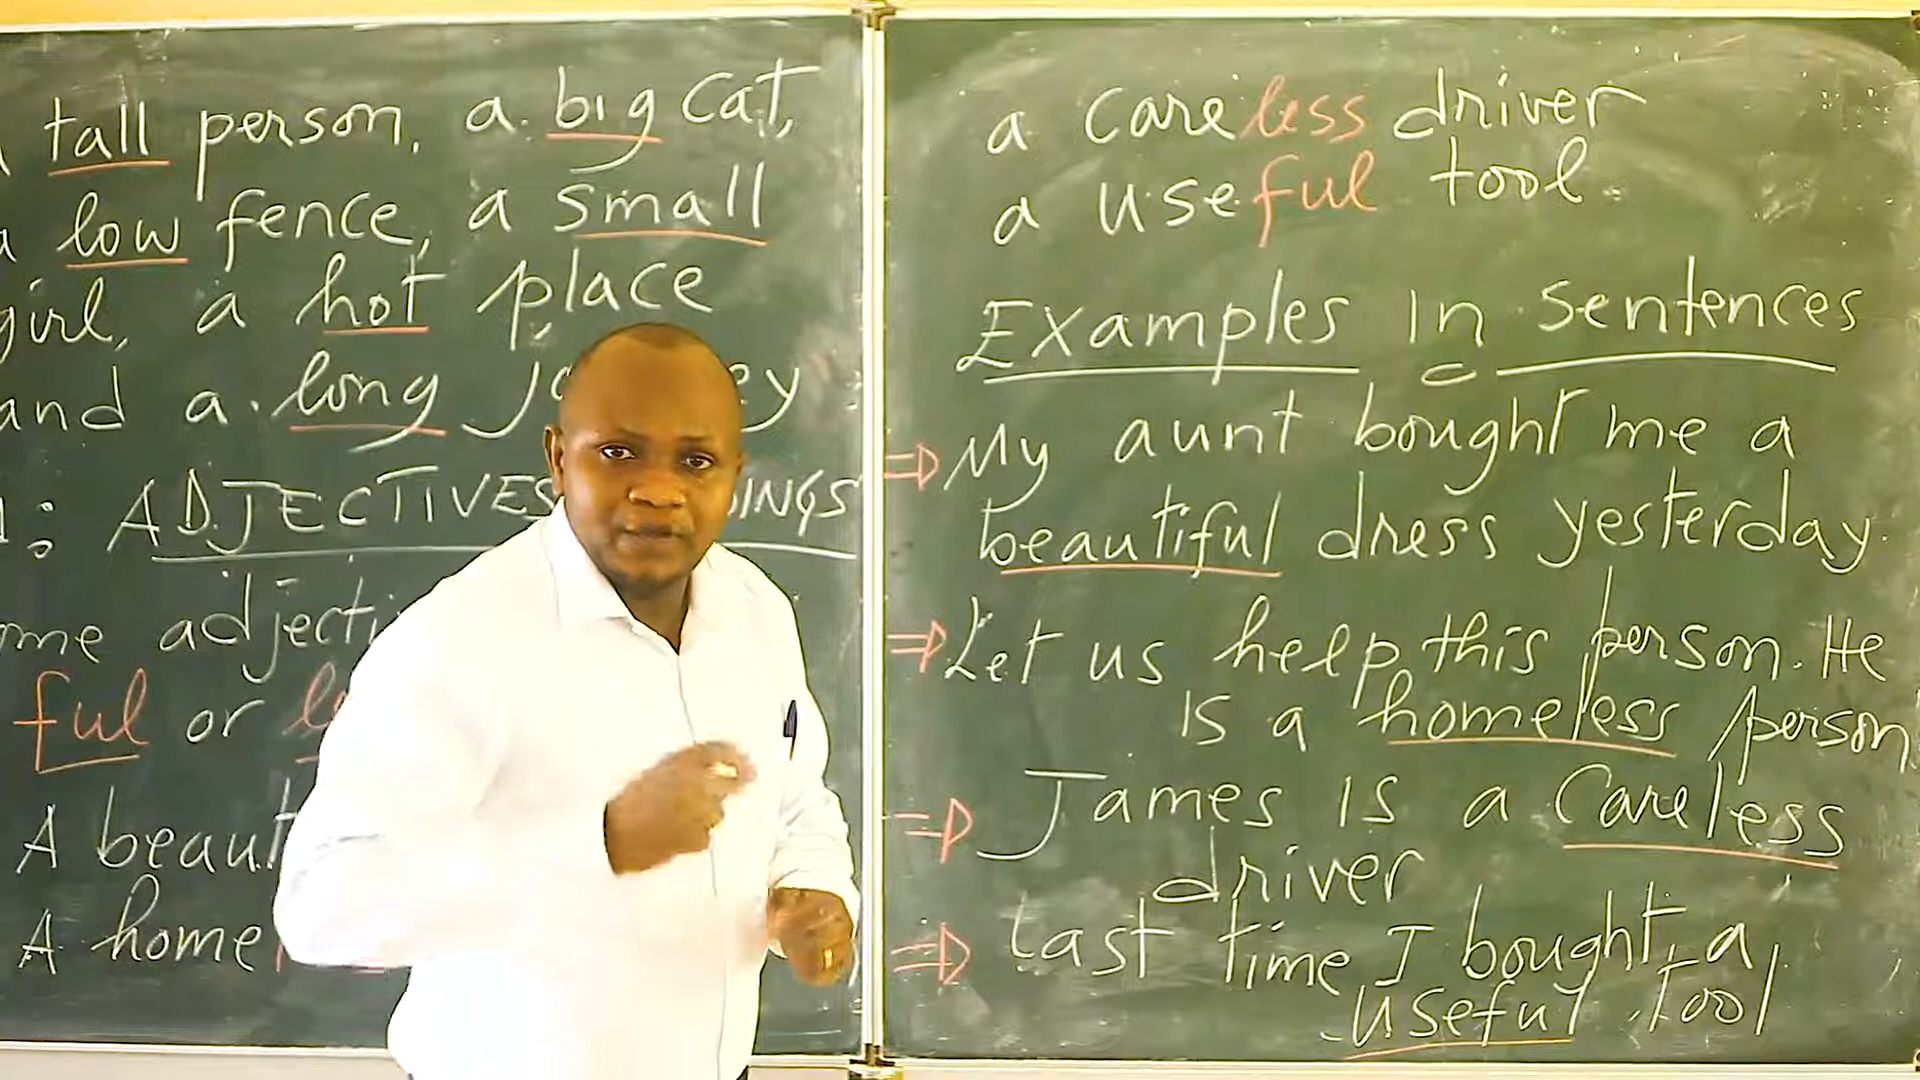 tall person, a big cat,
low fence, a small
girl, a hot place
and a long
: ADJECTIVES
adjecti
ful or
A beaut
A home
a careless driver
a useful tool.
Examples in Sentences
⇒ My aunt bought me a
beautiful dress yesterday.
⇒ Let us help this person. He
is a homeless person
⇒ James is a Careless
driver
⇒ Last time I bought a
useful tool